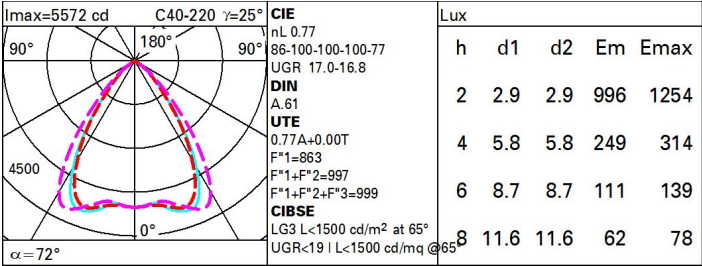 Imax=5572 cd C40-220 γ=25°
90° 180° 90°
4500
0°
α=72°
CIE
nL 0.77
86-100-100-100-77
UGR 17.0-16.8
DIN
A.61
UTE
0.77A+0.00T
F"1=863
F"1+F"2=997
F"1+F"2+F"3=999
CIBSE
LG3 L<1500 cd/m² at 65°
UGR<19 | L<1500 cd/mq @65°
Lux
h d1 d2 Em Emax
2 2.9 2.9 996 1254
4 5.8 5.8 249 314
6 8.7 8.7 111 139
8 11.6 11.6 62 78